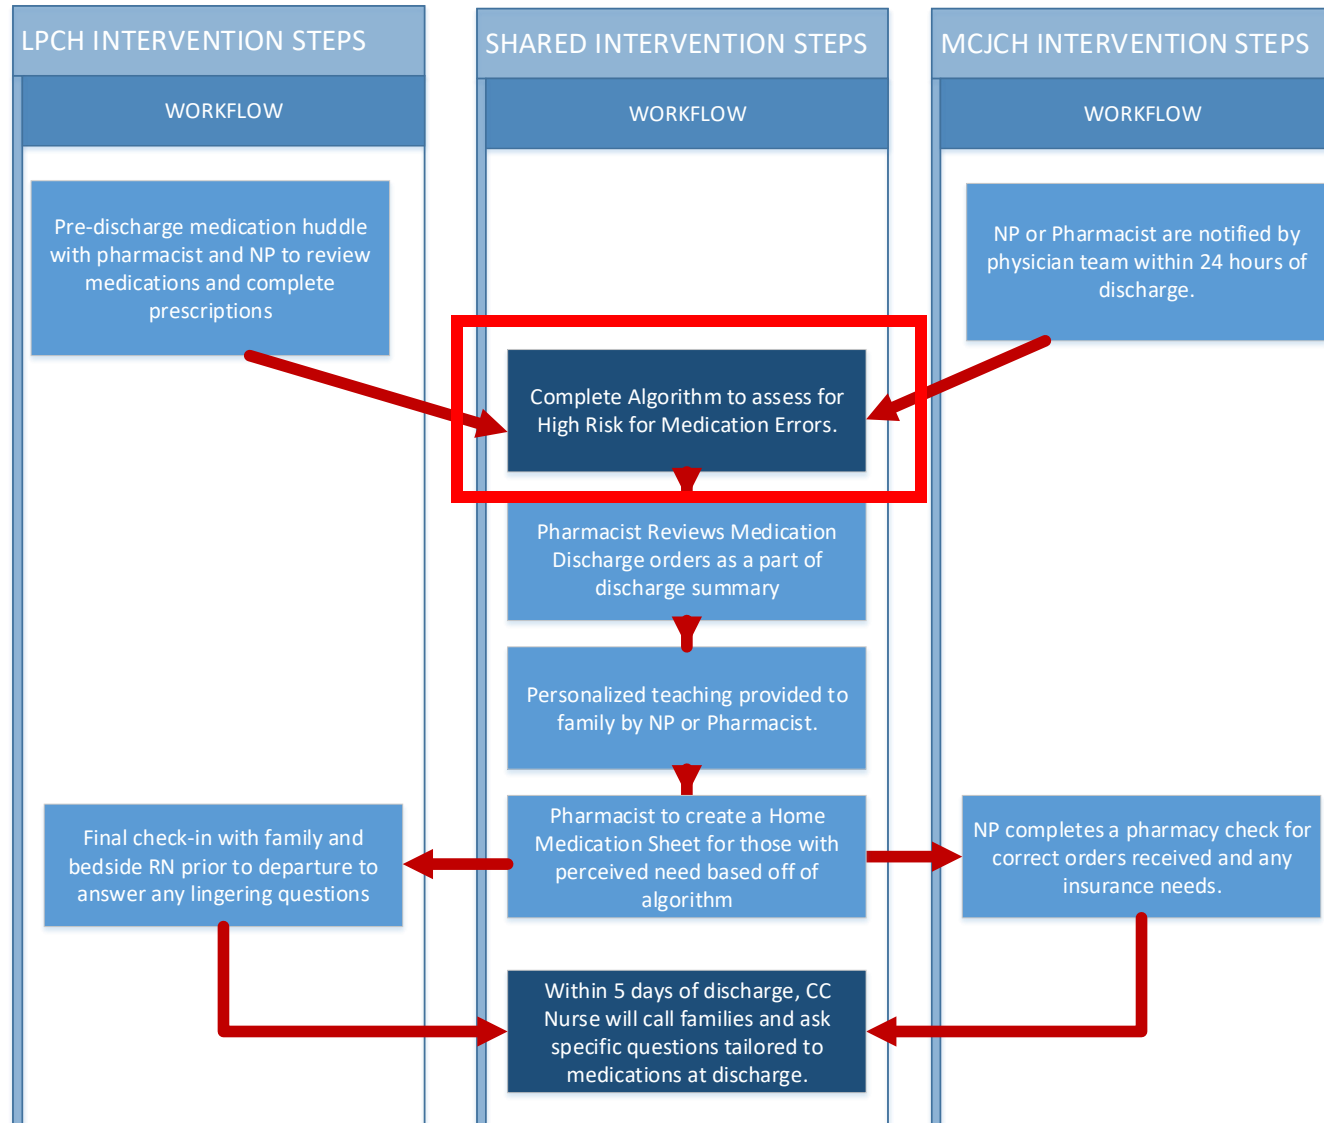 LPCH INTERVENTION STEPS
SHARED INTERVENTION STEPS
MCJCH INTERVENTION STEPS
WORKFLOW
WORKFLOW
WORKFLOW
Pre-discharge medication huddle
with pharmacist and NP to review
medications and complete
prescriptions
NP or Pharmacist are notified by
physician team within 24 hours of
discharge.
Complete Algorithm to assess for
High Risk for Medication Errors.
Pharmacist Reviews Medication
Discharge orders as a part of
discharge summary
Personalized teaching provided to
family by NP or Pharmacist.
Pharmacist to create a Home
Medication Sheet for those with
perceived need based off of
algorithm
Final check-in with family and
bedside RN prior to departure to
answer any lingering questions
NP completes a pharmacy check for
correct orders received and any
insurance needs.
Within 5 days of discharge, CC
Nurse will call families and ask
specific questions tailored to
medications at discharge.